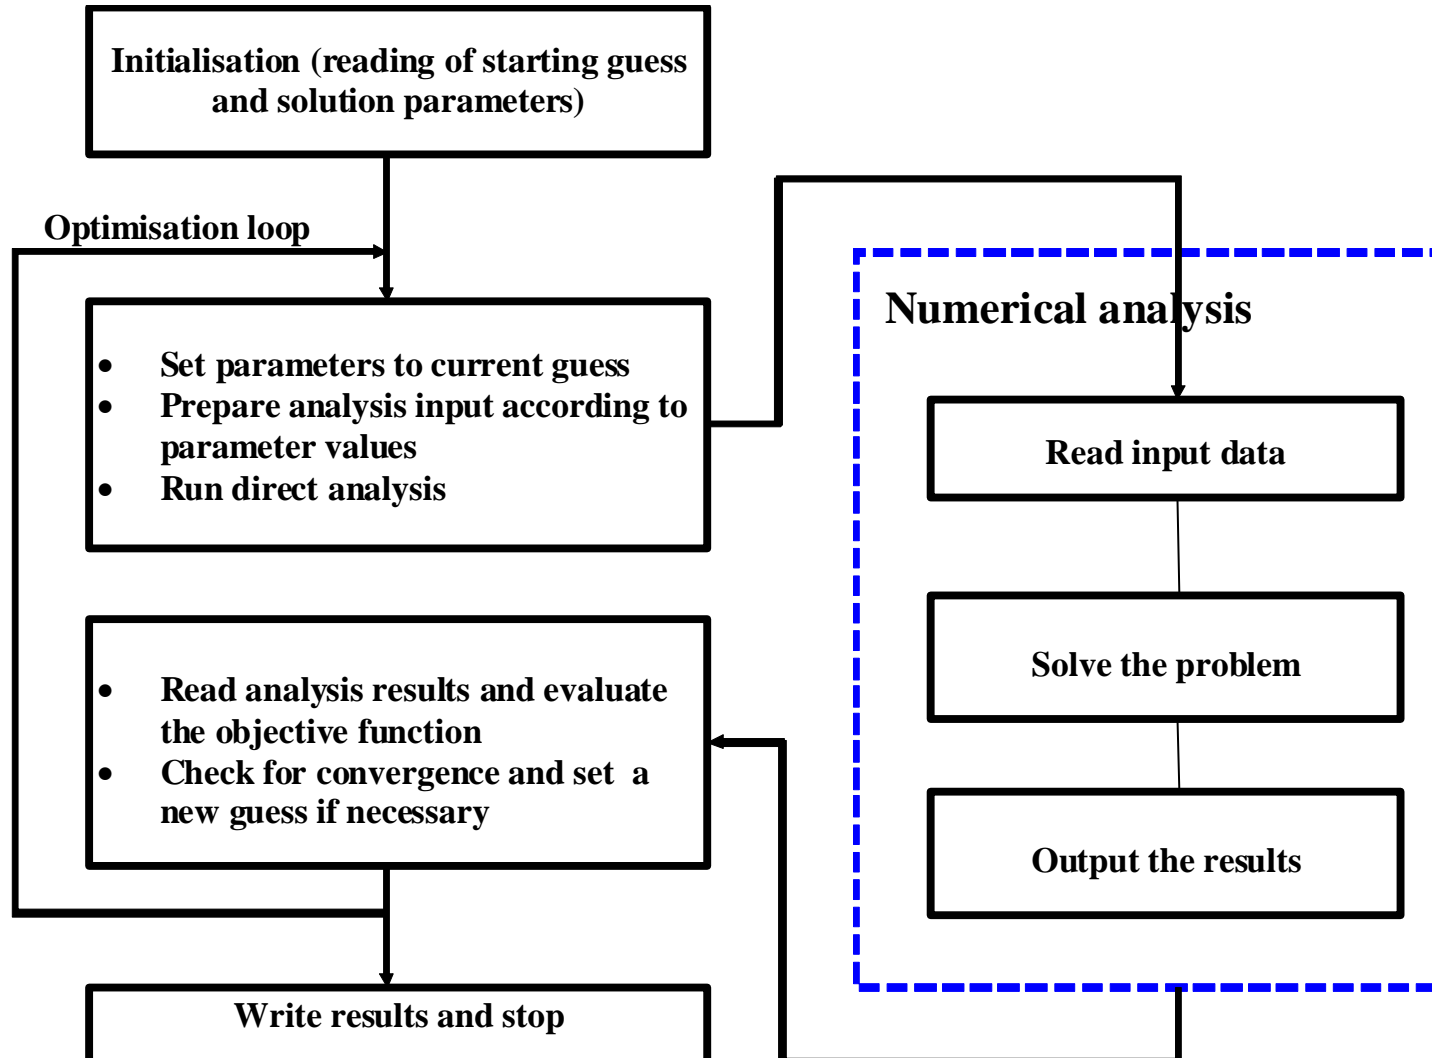 Initialisation (reading of starting guess
and solution parameters)
Optimisation loop
• Set parameters to current guess
• Prepare analysis input according to
parameter values
• Run direct analysis
• Read analysis results and evaluate
the objective function
• Check for convergence and set a
new guess if necessary
Write results and stop
Numerical analysis
Read input data
Solve the problem
Output the results